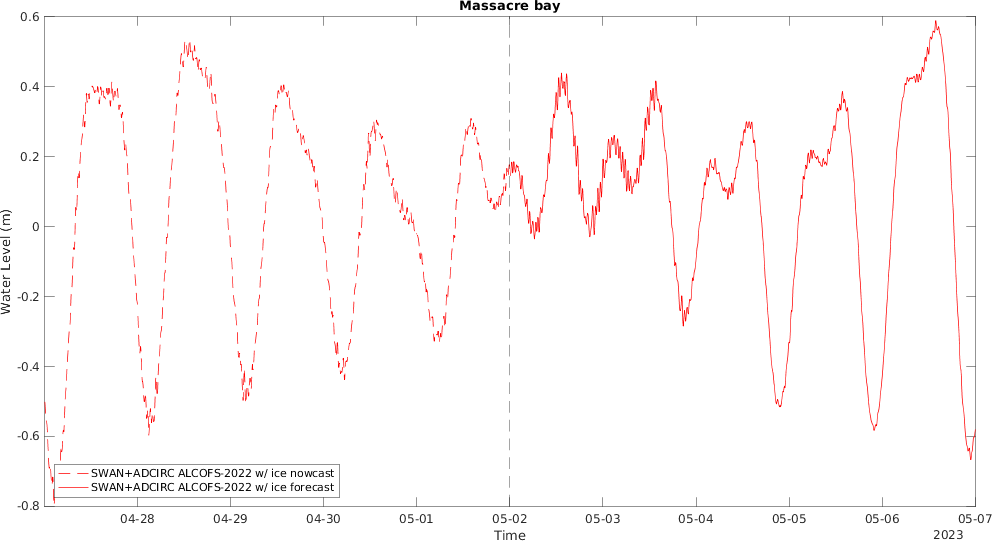 Massacre bay
0.6
0.4
0.2
0
-0.2
-0.4
-0.6
-0.8
Water Level (m)
SWAN+ADCIRC ALCOFS-2022 w/ ice nowcast
SWAN+ADCIRC ALCOFS-2022 w/ ice forecast
04-28 04-29 04-30 05-01 05-02 05-03 05-04 05-05 05-06 05-07
Time
2023